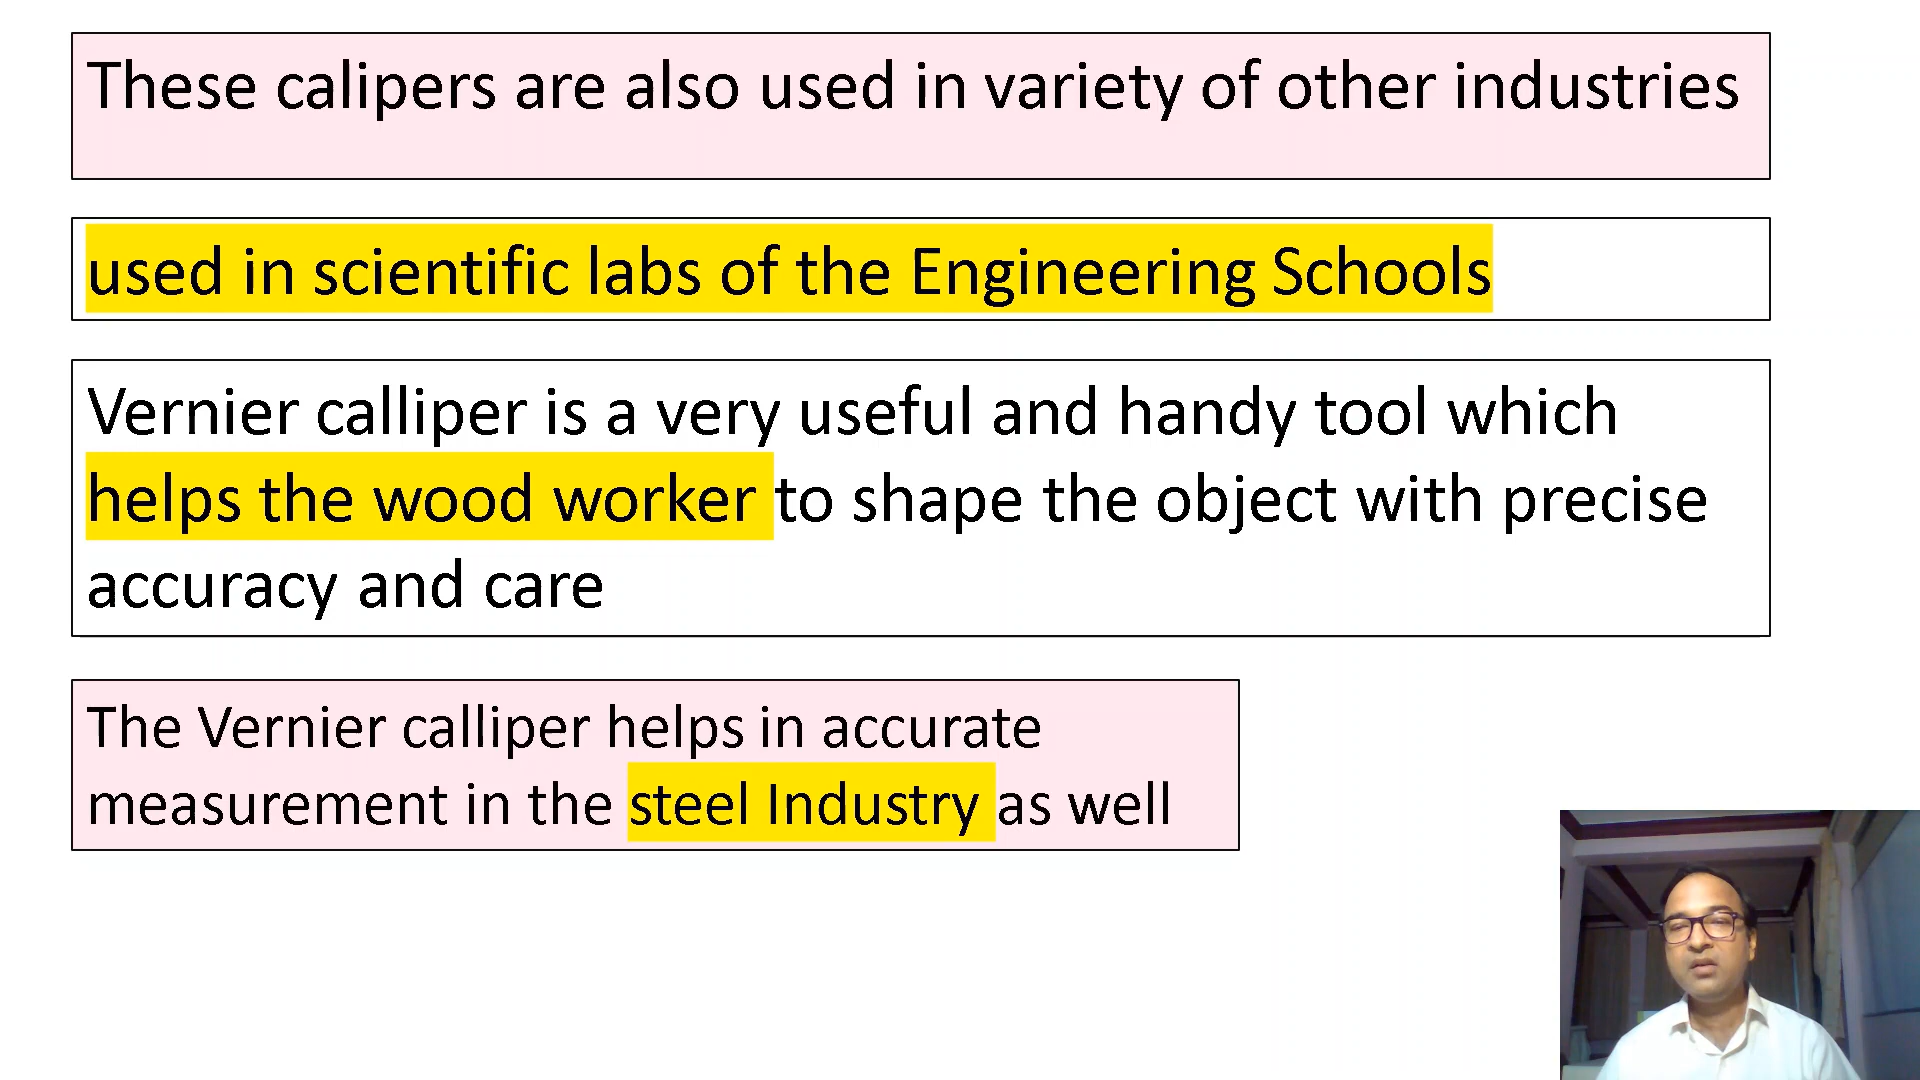 These calipers are also used in variety of other industries
used in scientific labs of the Engineering Schools
Vernier calliper is a very useful and handy tool which
helps the wood worker to shape the object with precise
accuracy and care
The Vernier calliper helps in accurate
measurement in the steel Industry as well